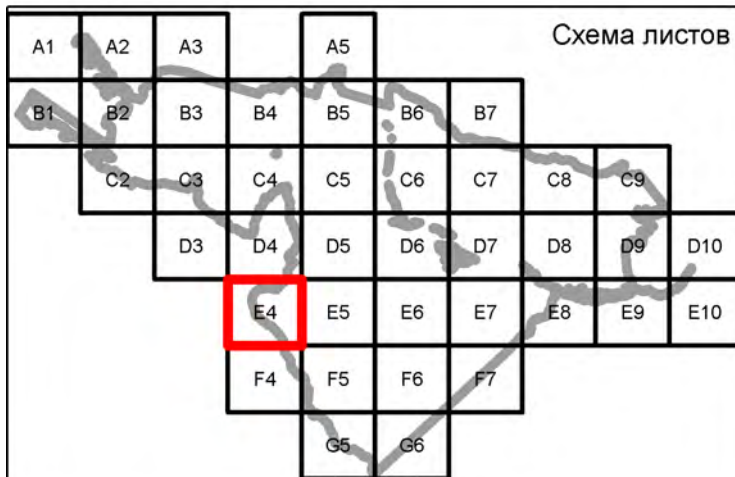 Схема листов
A1 A2 A3 A5
B1 B2 B3 B4 B5 B6 B7
C2 C3 C4 C5 C6 C7 C8 C9
D3 D4 D5 D6 D7 D8 D9 D10
E4 E5 E6 E7 E8 E9 E10
F4 F5 F6 F7
G5 G6